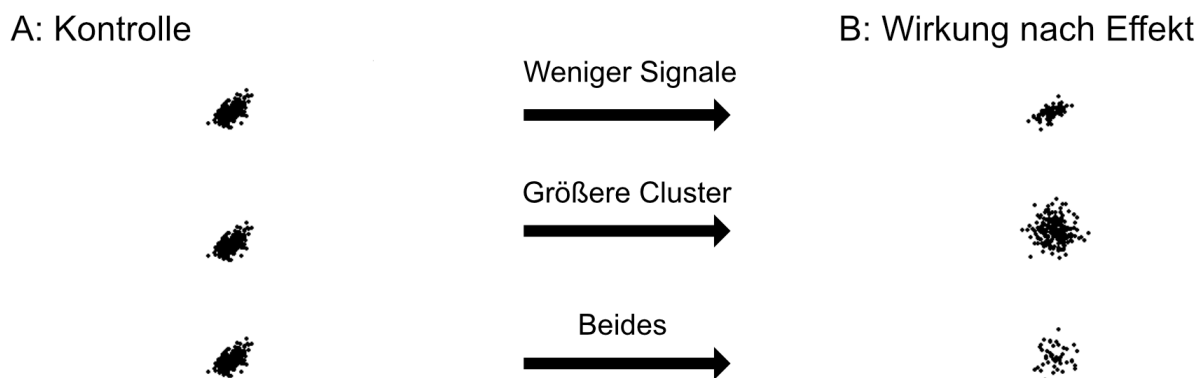 A: Kontrolle
B: Wirkung nach Effekt
Weniger Signale
Größere Cluster
Beides